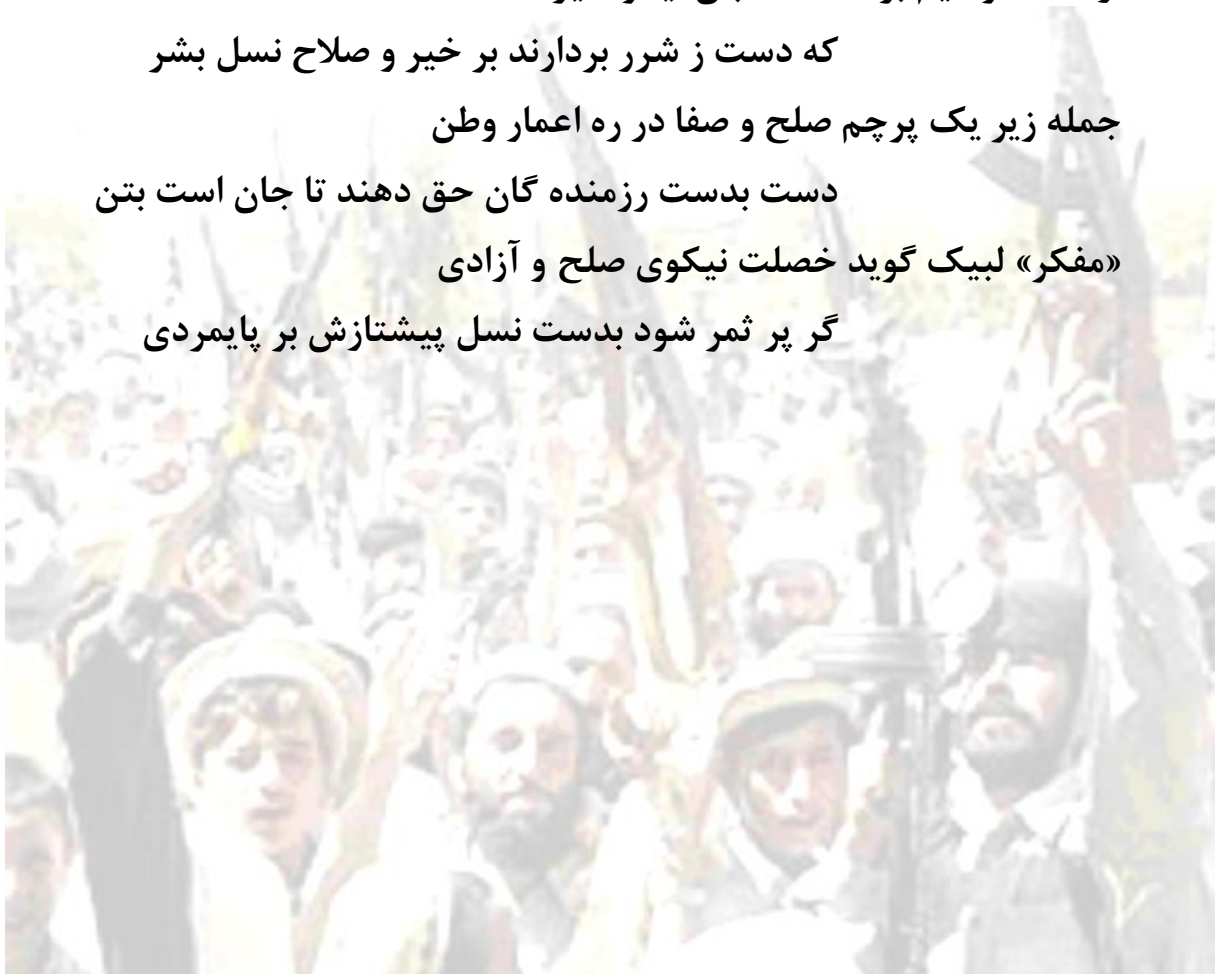 که دست ز شرر بردارند بر خیر و صلاح نسل بشر
جمله زیر یک پرچم صلح و صفا در ره اعمار وطن
دست بدست رزمنده گان حق دهند تا جان است بتن
«مفکر» لبیک گوید خصلت نیکوی صلح و آزادی
گر پر ثمر شود بدست نسل پیشتازش بر پایمردی